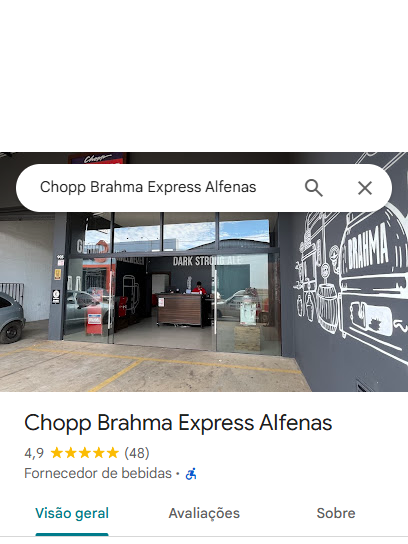 Chopp
Chopp Brahma Express Alfenas
DARK STRONG ALE
BRAHMA
Chopp Brahma Express Alfenas
4,9 (48)
Fornecedor de bebidas ·
Visão geral
Avaliações
Sobre